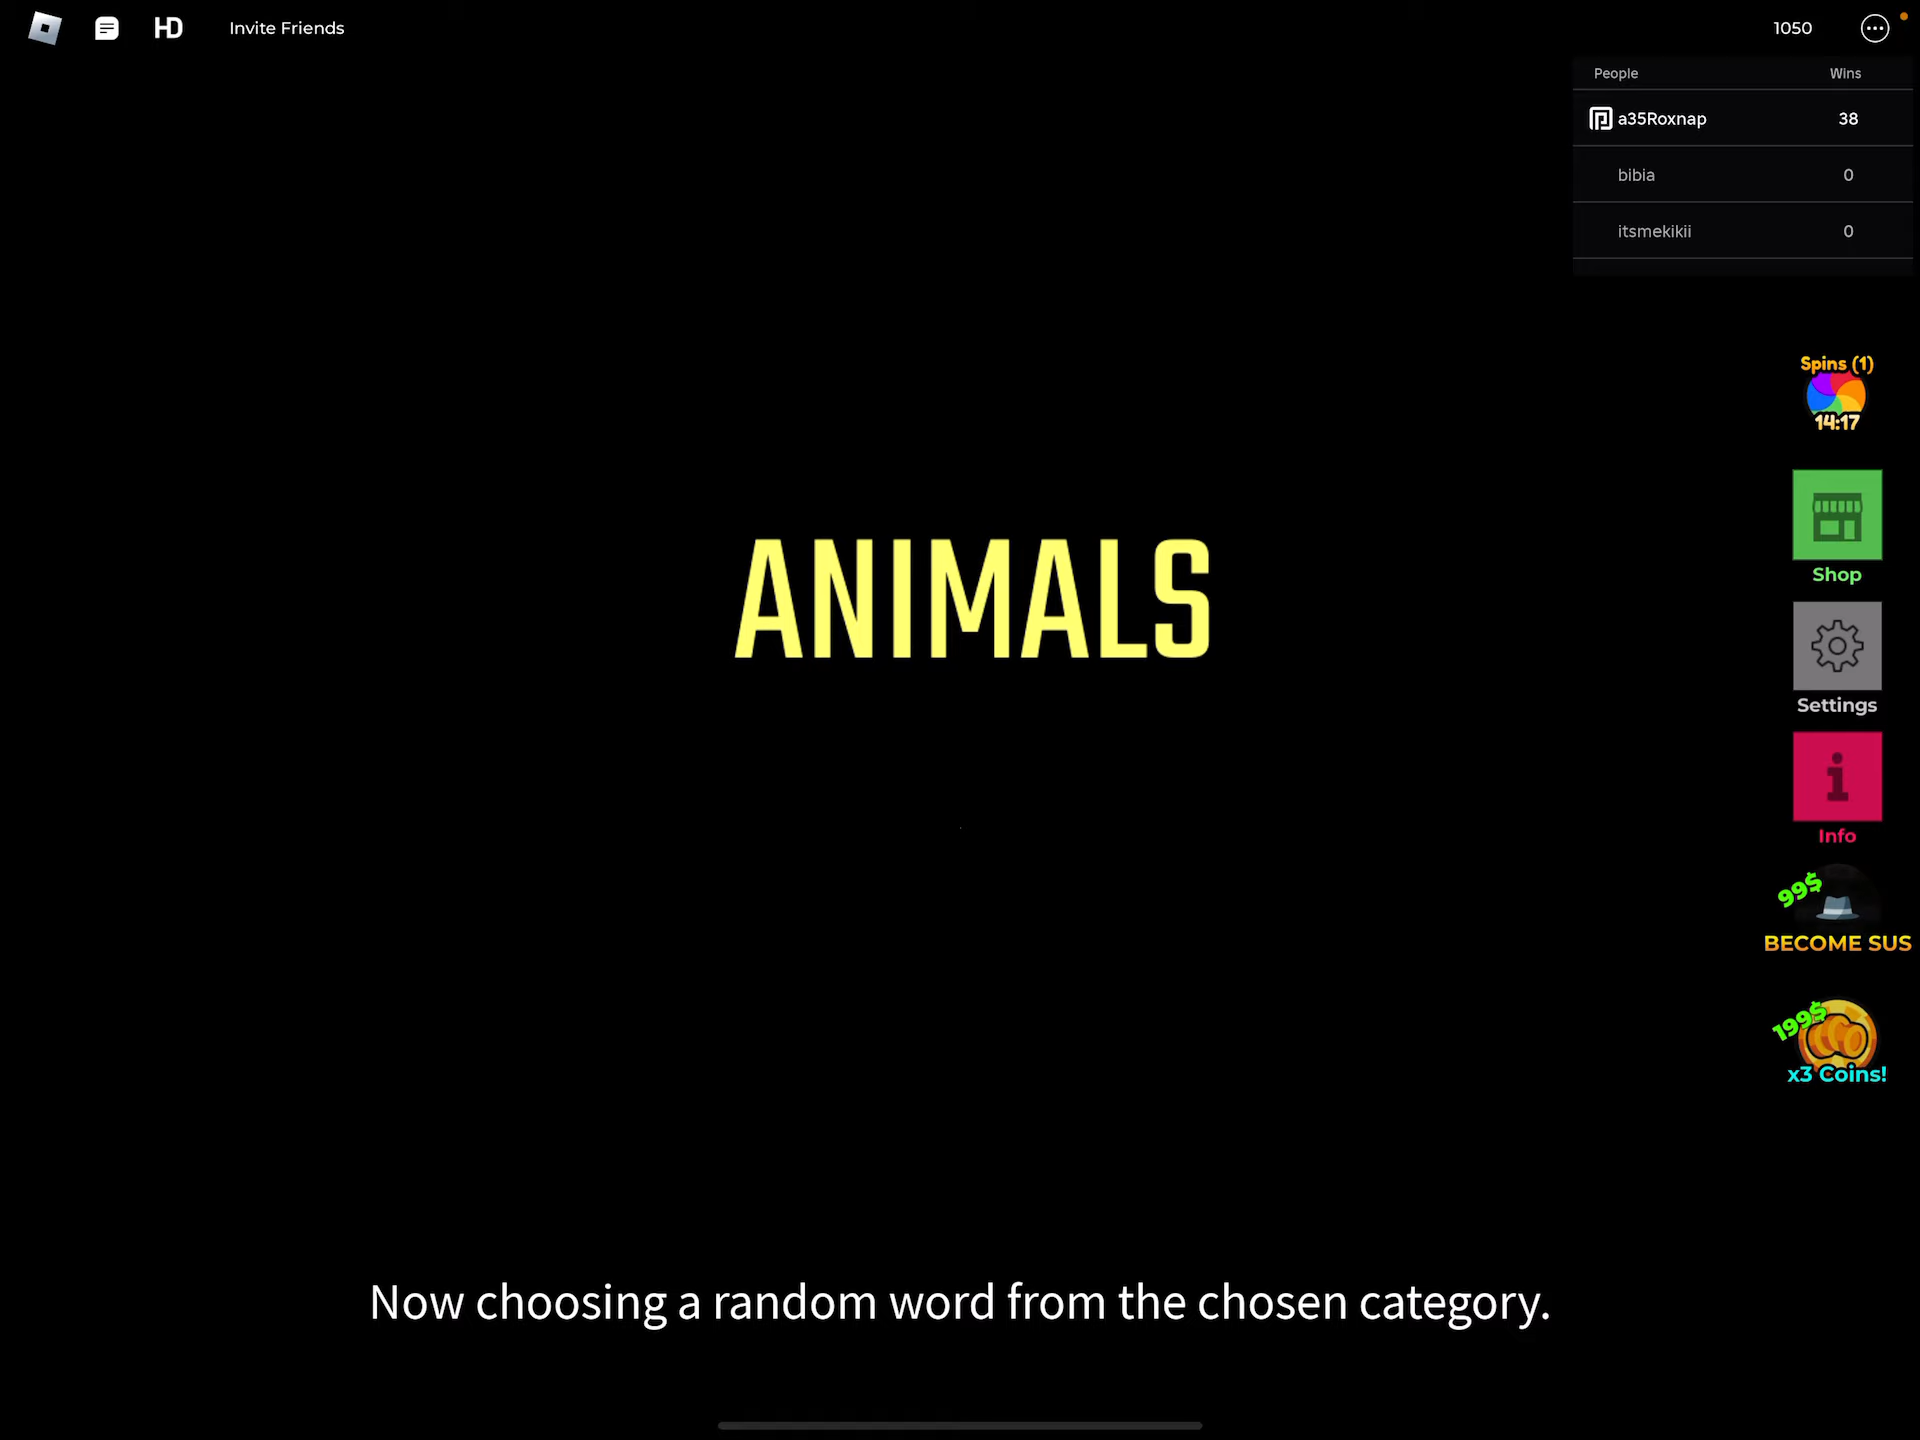 HD
Invite Friends
1050
People Wins
a35Roxnap 38
bibia 0
itsmekikii 0
Spins (1)
14:17
Shop
Settings
Info
99$
BECOME SUS
199$
x3 Coins!
ANIMALS
Now choosing a random word from the chosen category.